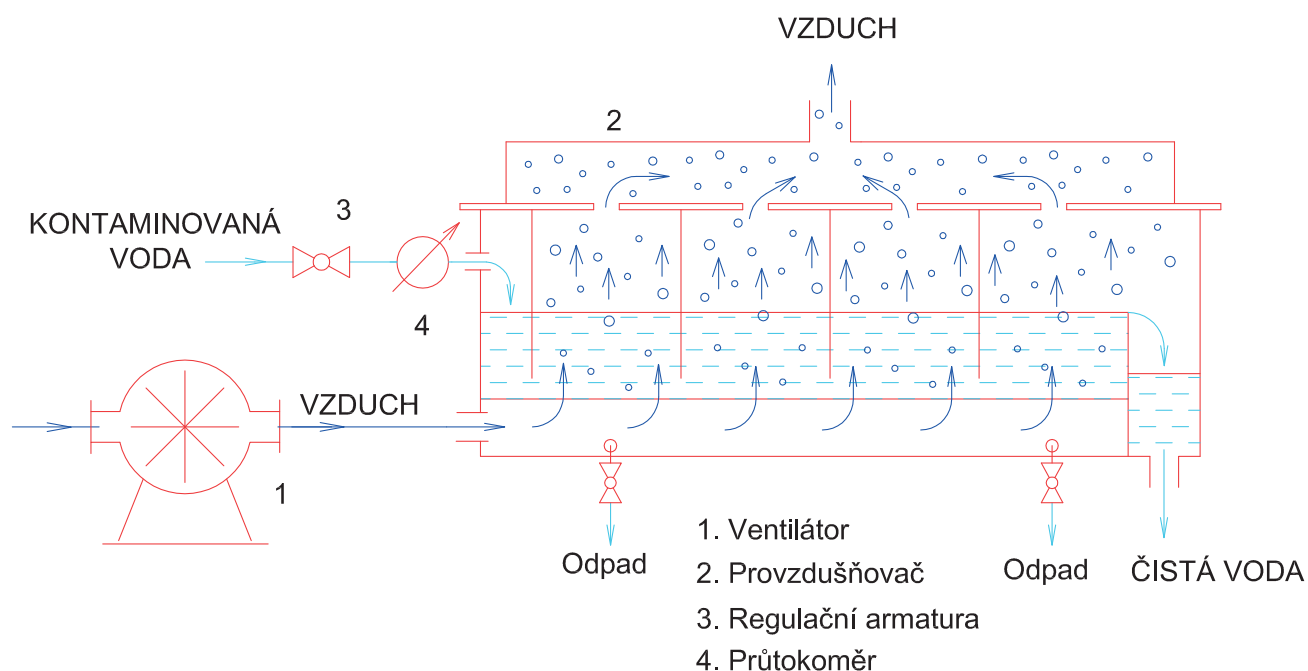 VZDUCH
2
3
KONTAMINOVANÁ
VODA
4
VZDUCH
1
Odpad
Odpad
ČISTÁ VODA
1. Ventilátor
2. Provzdušňovač
3. Regulační armatura
4. Průtokoměr